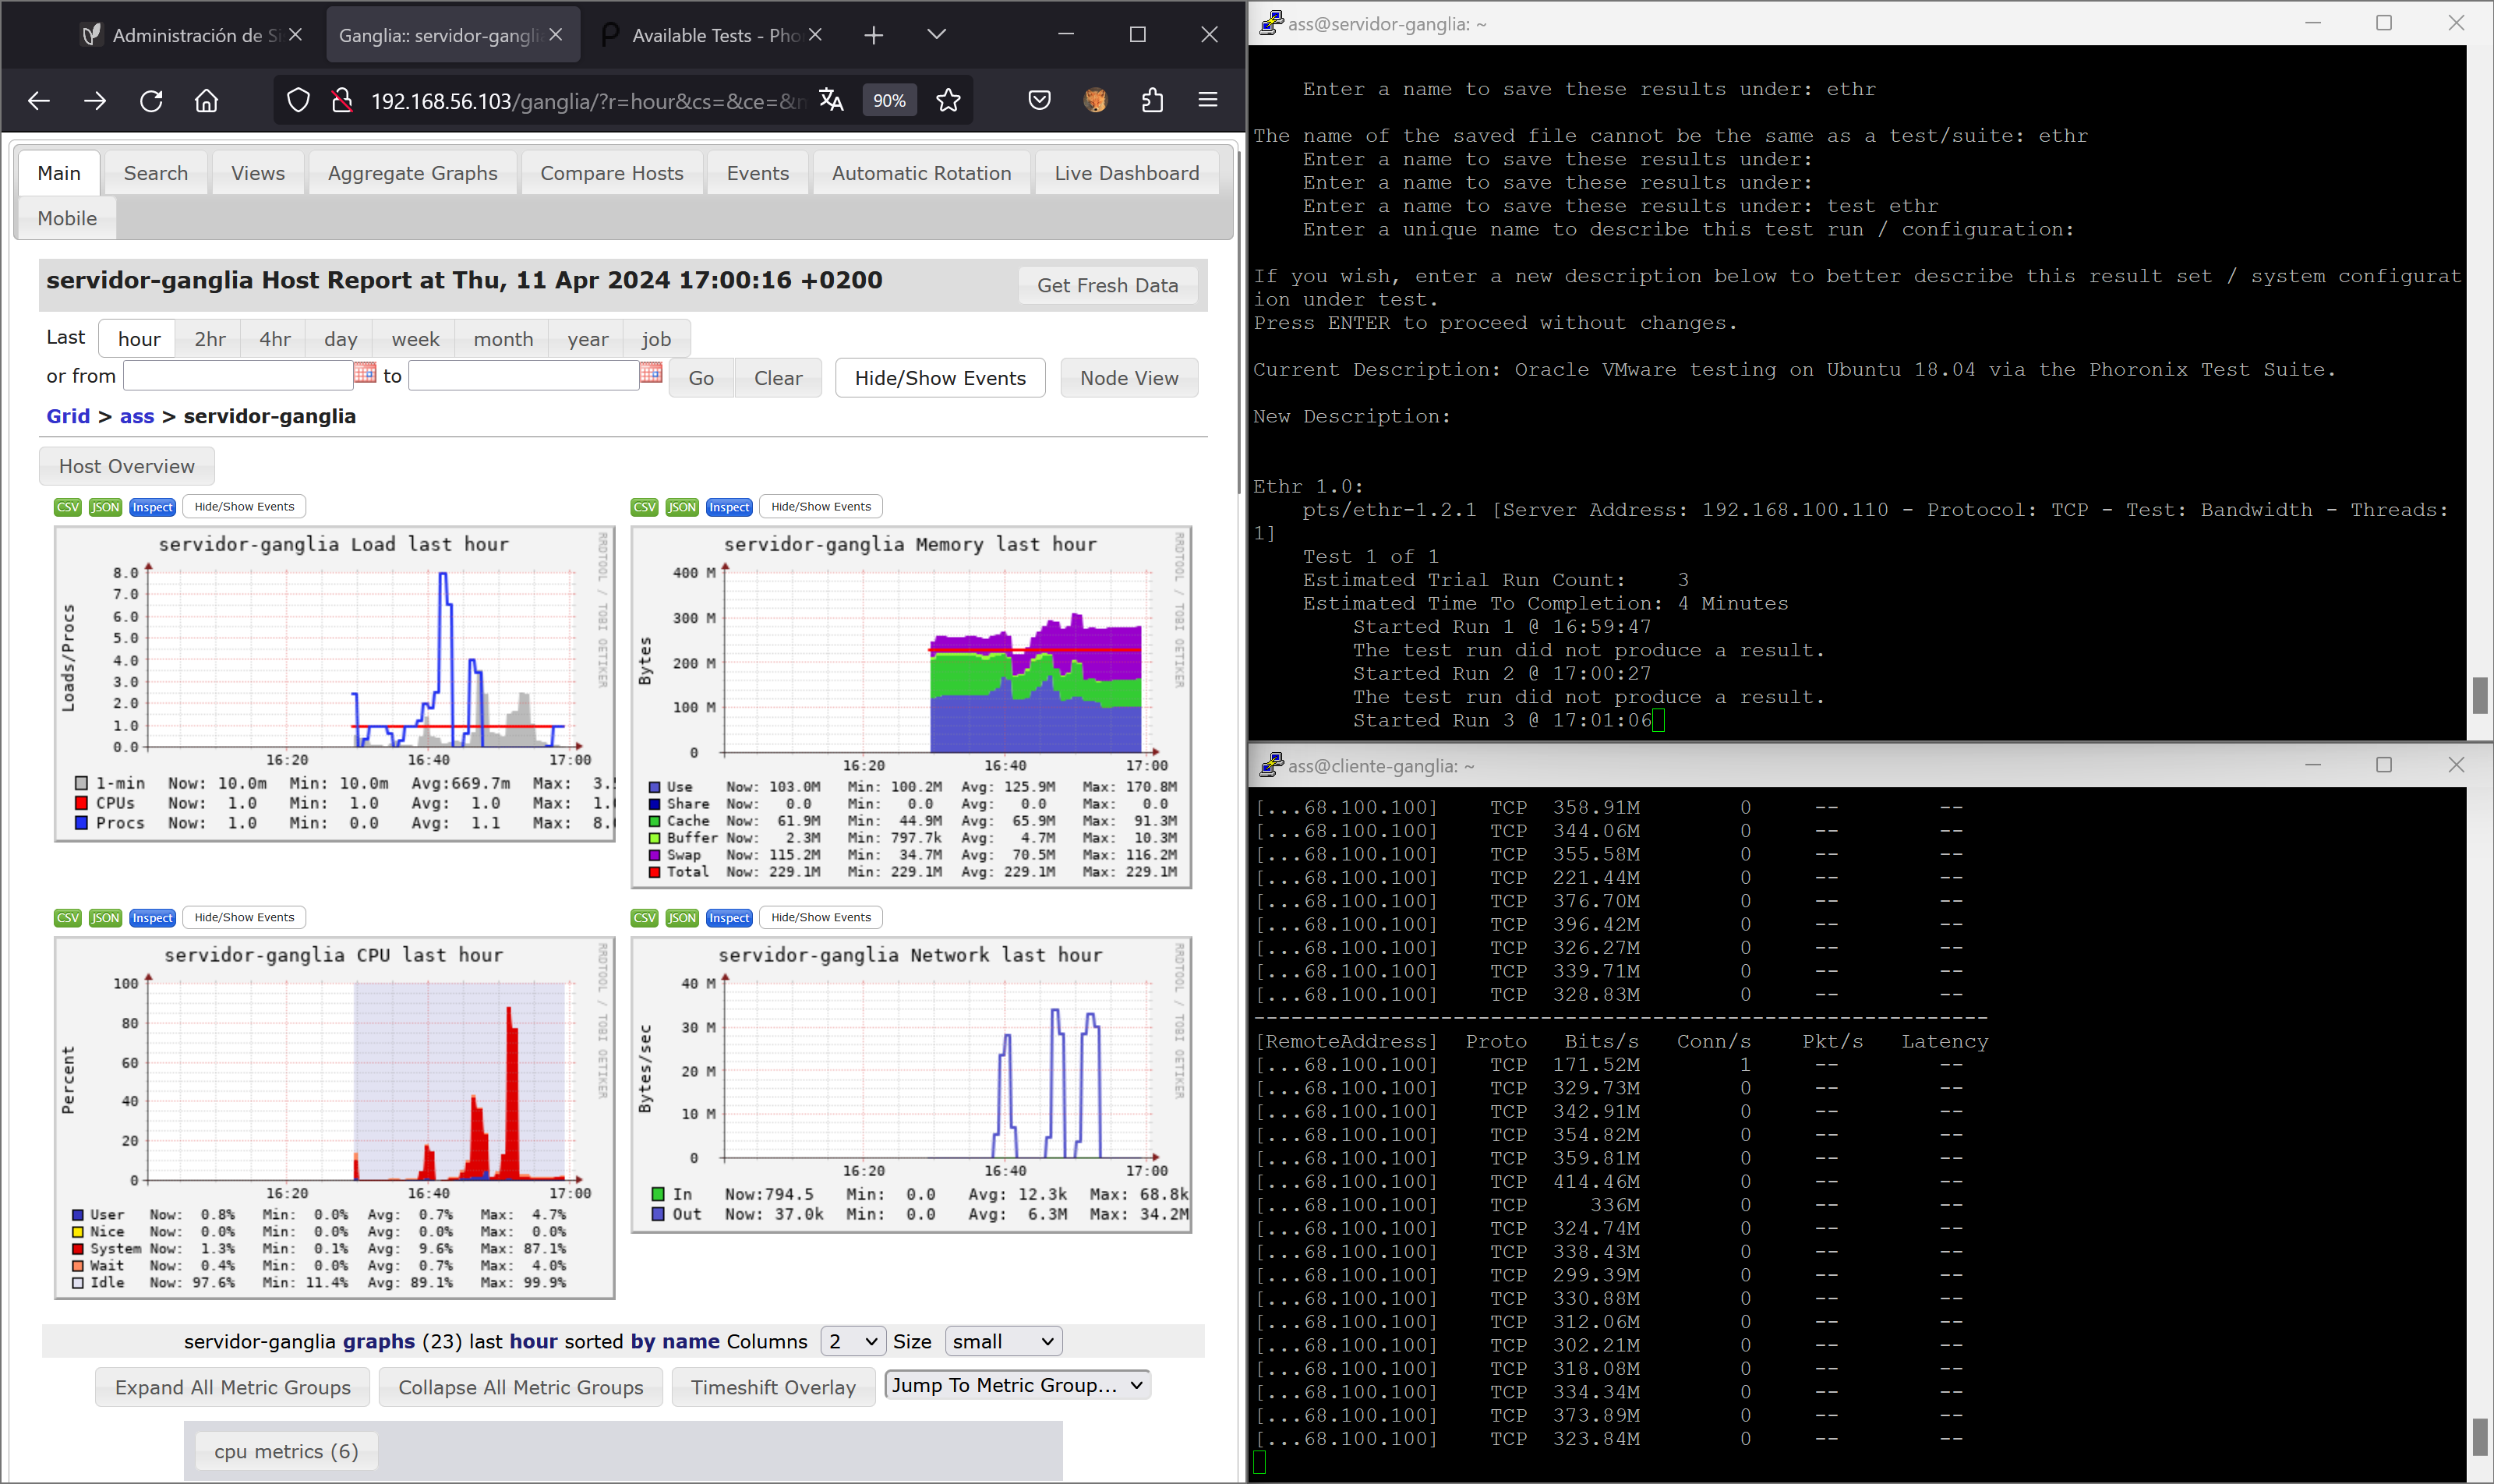 Administración de Si
Ganglia:: servidor-gangli
Available Tests - Pho
192.168.56.103/ganglia/?r=hour&cs=&ce=&
90%
Main
Search
Views
Aggregate Graphs
Compare Hosts
Events
Automatic Rotation
Live Dashboard
Mobile
servidor-ganglia Host Report at Thu, 11 Apr 2024 17:00:16 +0200
Get Fresh Data
Last hour 2hr 4hr day week month year job
or from to Go Clear Hide/Show Events Node View
Grid > ass > servidor-ganglia
Host Overview
CSV JSON Inspect Hide/Show Events
servidor-ganglia Load last hour
RRDTOOL / TOBI OETIKER
Loads/Procs
8.0
7.0
6.0
5.0
4.0
3.0
2.0
1.0
0.0
16:20 16:40 17:00
1-min Now: 10.0m Min: 10.0m Avg:669.7m Max: 3.
CPUs Now: 1.0 Min: 1.0 Avg: 1.0 Max: 1.
Procs Now: 1.0 Min: 0.0 Avg: 1.1 Max: 8.
CSV JSON Inspect Hide/Show Events
servidor-ganglia Memory last hour
RRDTOOL / TOBI OETIKER
Bytes
400 M
300 M
200 M
100 M
0
16:20 16:40 17:00
Use Now: 103.0M Min: 100.2M Avg: 125.9M Max: 170.8M
Share Now: 0.0 Min: 0.0 Avg: 0.0 Max: 0.0
Cache Now: 61.9M Min: 44.9M Avg: 65.9M Max: 91.3M
Buffer Now: 2.3M Min: 797.7k Avg: 4.7M Max: 10.3M
Swap Now: 115.2M Min: 34.7M Avg: 70.5M Max: 116.2M
Total Now: 229.1M Min: 229.1M Avg: 229.1M Max: 229.1M
CSV JSON Inspect Hide/Show Events
servidor-ganglia CPU last hour
RRDTOOL / TOBI OETIKER
Percent
100
80
60
40
20
0
16:20 16:40 17:00
User Now: 0.8% Min: 0.0% Avg: 0.7% Max: 4.7%
Nice Now: 0.0% Min: 0.0% Avg: 0.0% Max: 0.0%
System Now: 1.3% Min: 0.1% Avg: 9.6% Max: 87.1%
Wait Now: 0.4% Min: 0.0% Avg: 0.7% Max: 4.0%
Idle Now: 97.6% Min: 11.4% Avg: 89.1% Max: 99.9%
CSV JSON Inspect Hide/Show Events
servidor-ganglia Network last hour
RRDTOOL / TOBI OETIKER
Bytes/sec
40 M
30 M
20 M
10 M
0
16:20 16:40 17:00
In Now:794.5 Min: 0.0 Avg: 12.3k Max: 68.8k
Out Now: 37.0k Min: 0.0 Avg: 6.3M Max: 34.2M
servidor-ganglia graphs (23) last hour sorted by name Columns 2 Size small
Expand All Metric Groups
Collapse All Metric Groups
Timeshift Overlay
Jump To Metric Group...
cpu metrics (6)
ass@servidor-ganglia: ~
Enter a name to save these results under: ethr
The name of the saved file cannot be the same as a test/suite: ethr
Enter a name to save these results under:
Enter a name to save these results under:
Enter a name to save these results under: test ethr
Enter a unique name to describe this test run / configuration:
If you wish, enter a new description below to better describe this result set / system configurat
ion under test.
Press ENTER to proceed without changes.
Current Description: Oracle VMware testing on Ubuntu 18.04 via the Phoronix Test Suite.
New Description:
Ethr 1.0:
pts/ethr-1.2.1 [Server Address: 192.168.100.110 - Protocol: TCP - Test: Bandwidth - Threads:
1]
Test 1 of 1
Estimated Trial Run Count: 3
Estimated Time To Completion: 4 Minutes
Started Run 1 @ 16:59:47
The test run did not produce a result.
Started Run 2 @ 17:00:27
The test run did not produce a result.
Started Run 3 @ 17:01:06
ass@cliente-ganglia: ~
[...68.100.100] TCP 358.91M 0 -- --
[...68.100.100] TCP 344.06M 0 -- --
[...68.100.100] TCP 355.58M 0 -- --
[...68.100.100] TCP 221.44M 0 -- --
[...68.100.100] TCP 376.70M 0 -- --
[...68.100.100] TCP 396.42M 0 -- --
[...68.100.100] TCP 326.27M 0 -- --
[...68.100.100] TCP 339.71M 0 -- --
[...68.100.100] TCP 328.83M 0 -- --
-----------------------------------------------------------
[RemoteAddress] Proto Bits/s Conn/s Pkt/s Latency
[...68.100.100] TCP 171.52M 1 -- --
[...68.100.100] TCP 329.73M 0 -- --
[...68.100.100] TCP 342.91M 0 -- --
[...68.100.100] TCP 354.82M 0 -- --
[...68.100.100] TCP 359.81M 0 -- --
[...68.100.100] TCP 414.46M 0 -- --
[...68.100.100] TCP 336M 0 -- --
[...68.100.100] TCP 324.74M 0 -- --
[...68.100.100] TCP 338.43M 0 -- --
[...68.100.100] TCP 299.39M 0 -- --
[...68.100.100] TCP 330.88M 0 -- --
[...68.100.100] TCP 312.06M 0 -- --
[...68.100.100] TCP 302.21M 0 -- --
[...68.100.100] TCP 318.08M 0 -- --
[...68.100.100] TCP 334.34M 0 -- --
[...68.100.100] TCP 373.89M 0 -- --
[...68.100.100] TCP 323.84M 0 -- --